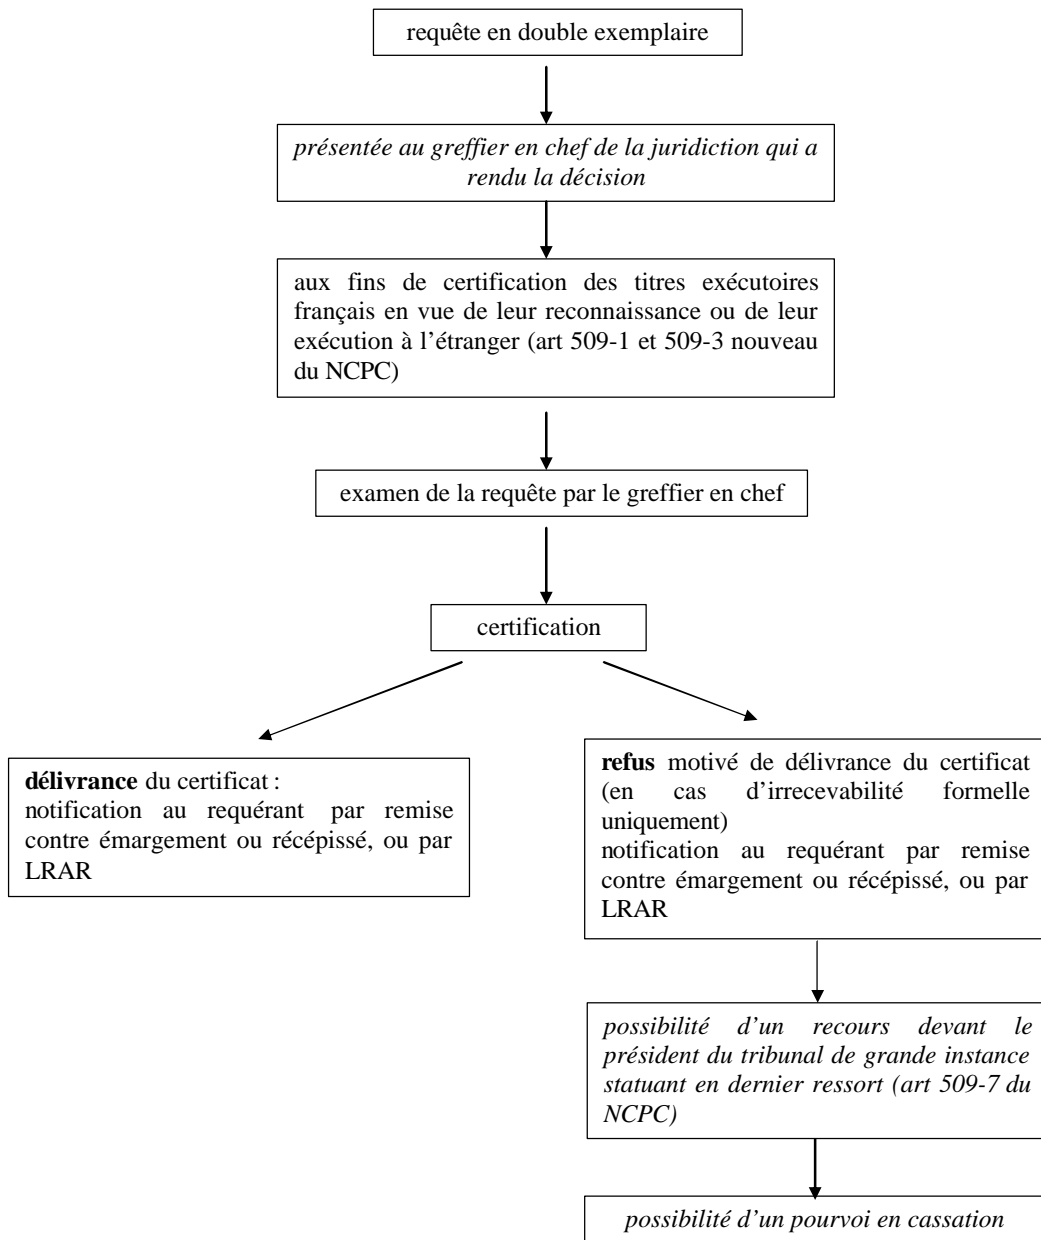 requête en double exemplaire
présentée au greffier en chef de la juridiction qui a
rendu la décision
aux fins de certification des titres exécutoires
français en vue de leur reconnaissance ou de leur
exécution à l’étranger (art 509-1 et 509-3 nouveau
du NCPC)
examen de la requête par le greffier en chef
certification
délivrance du certificat :
notification au requérant par remise
contre émargement ou récépissé, ou par
LRAR
refus motivé de délivrance du certificat
(en cas d’irrecevabilité formelle
uniquement)
notification au requérant par remise
contre émargement ou récépissé, ou par
LRAR
possibilité d’un recours devant le
président du tribunal de grande instance
statuant en dernier ressort (art 509-7 du
NCPC)
possibilité d’un pourvoi en cassation